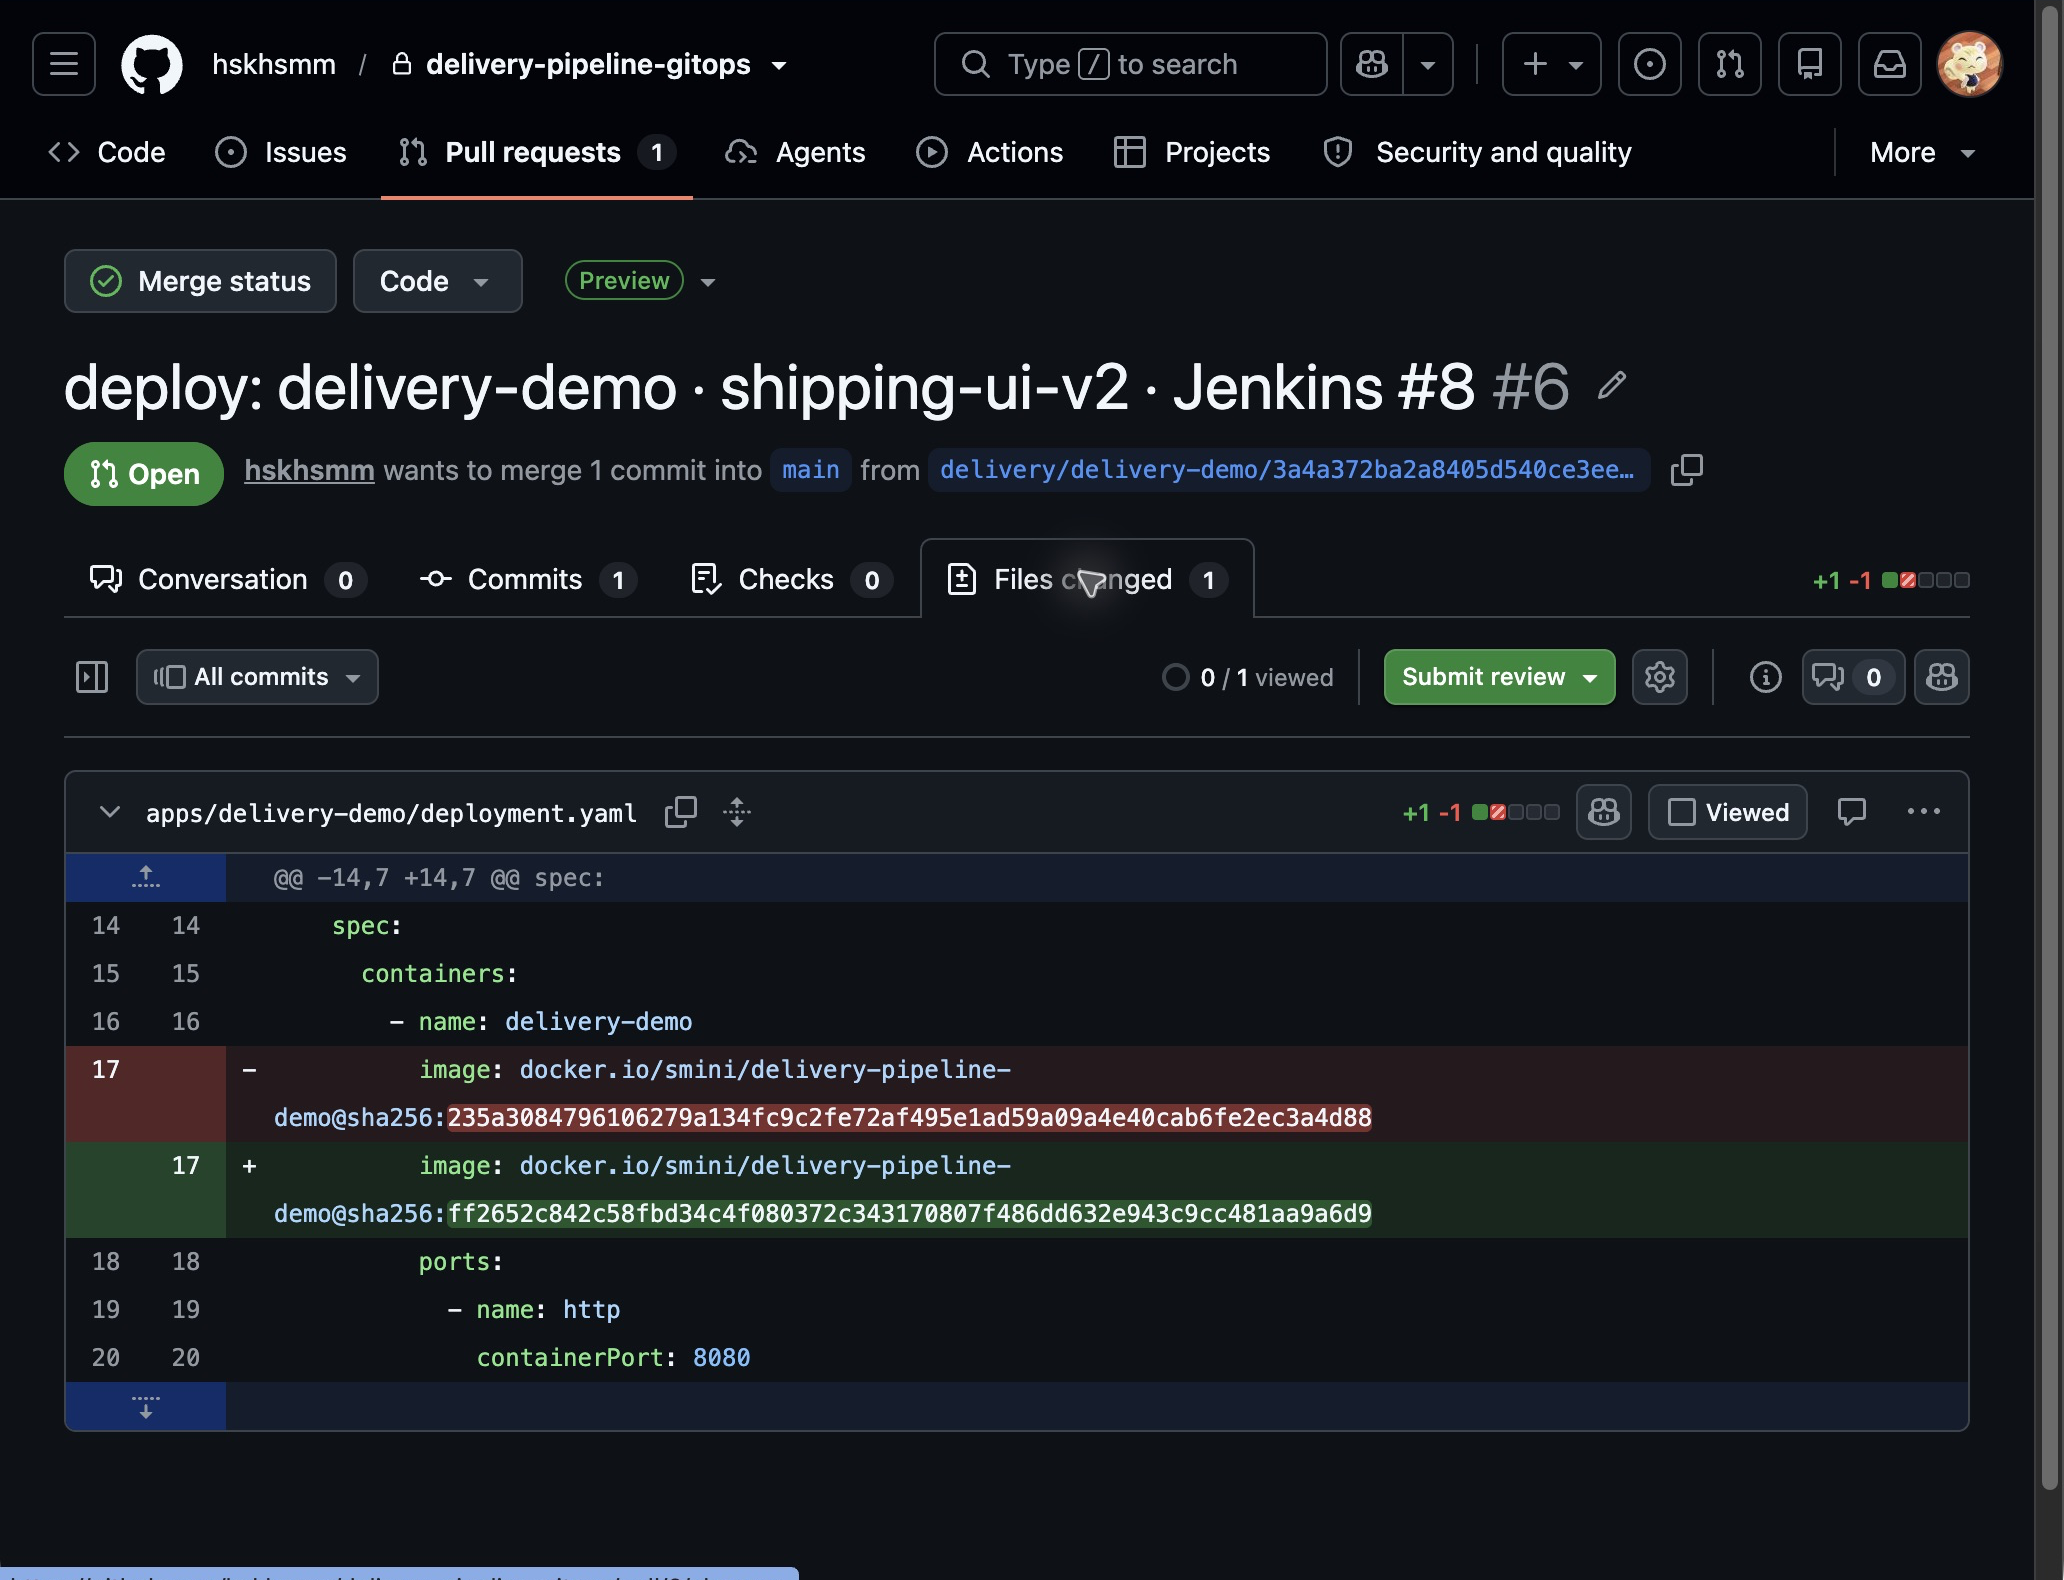 hskhsmm / delivery-pipeline-gitops
Type / to search
Code
Issues
Pull requests 1
Agents
Actions
Projects
Security and quality
More
Merge status
Code
Preview
deploy: delivery-demo · shipping-ui-v2 · Jenkins #8 #6
Open
hskhsmm wants to merge 1 commit into main from delivery/delivery-demo/3a4a372ba2a8405d540ce3ee…
Conversation 0
Commits 1
Checks 0
Files changed 1
+1 -1
All commits
0 / 1 viewed
Submit review
0
apps/delivery-demo/deployment.yaml
+1 -1
Viewed
@@ -14,7 +14,7 @@ spec:
14 14 spec:
15 15 containers:
16 16 - name: delivery-demo
17 - image: docker.io/smini/delivery-pipeline-
demo@sha256:235a3084796106279a134fc9c2fe72af495e1ad59a09a4e40cab6fe2ec3a4d88
17 + image: docker.io/smini/delivery-pipeline-
demo@sha256:ff2652c842c58fbd34c4f080372c343170807f486dd632e943c9cc481aa9a6d9
18 18 ports:
19 19 - name: http
20 20 containerPort: 8080